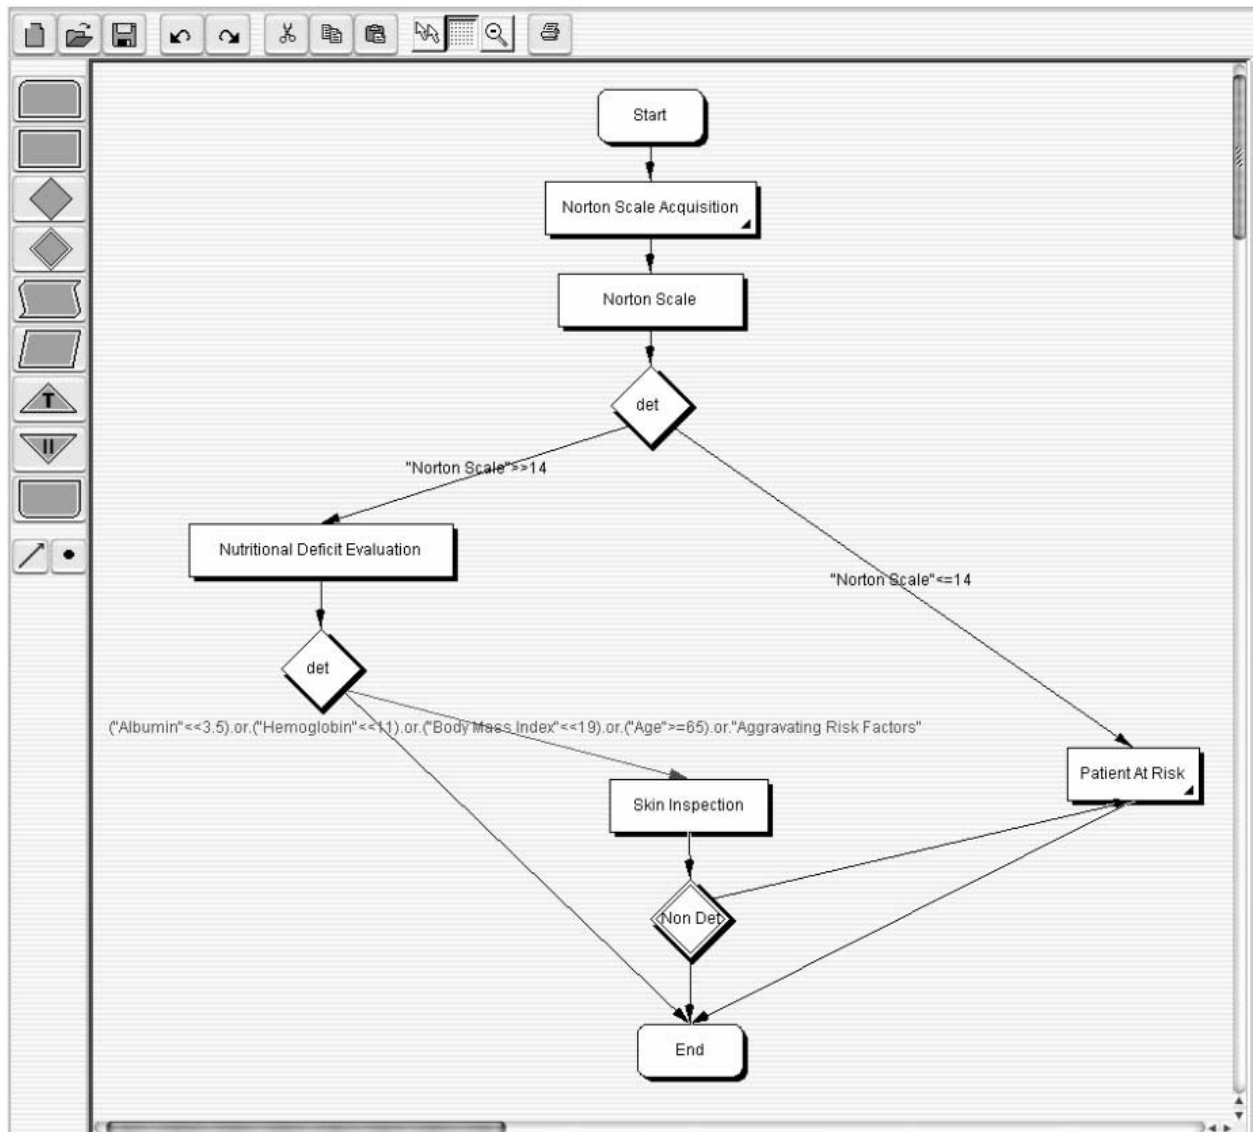 Start
Norton Scale Acquisition
Norton Scale
det
"Norton Scale">>14
Nutritional Deficit Evaluation
"Norton Scale"<=14
det
("Albumin"<<3.5).or.("Hemoglobin"<<11).or.("Body Mass Index"<<19).or.("Age">=65).or."Aggravating Risk Factors"
Patient At Risk
Skin Inspection
Non Det
End
T
II